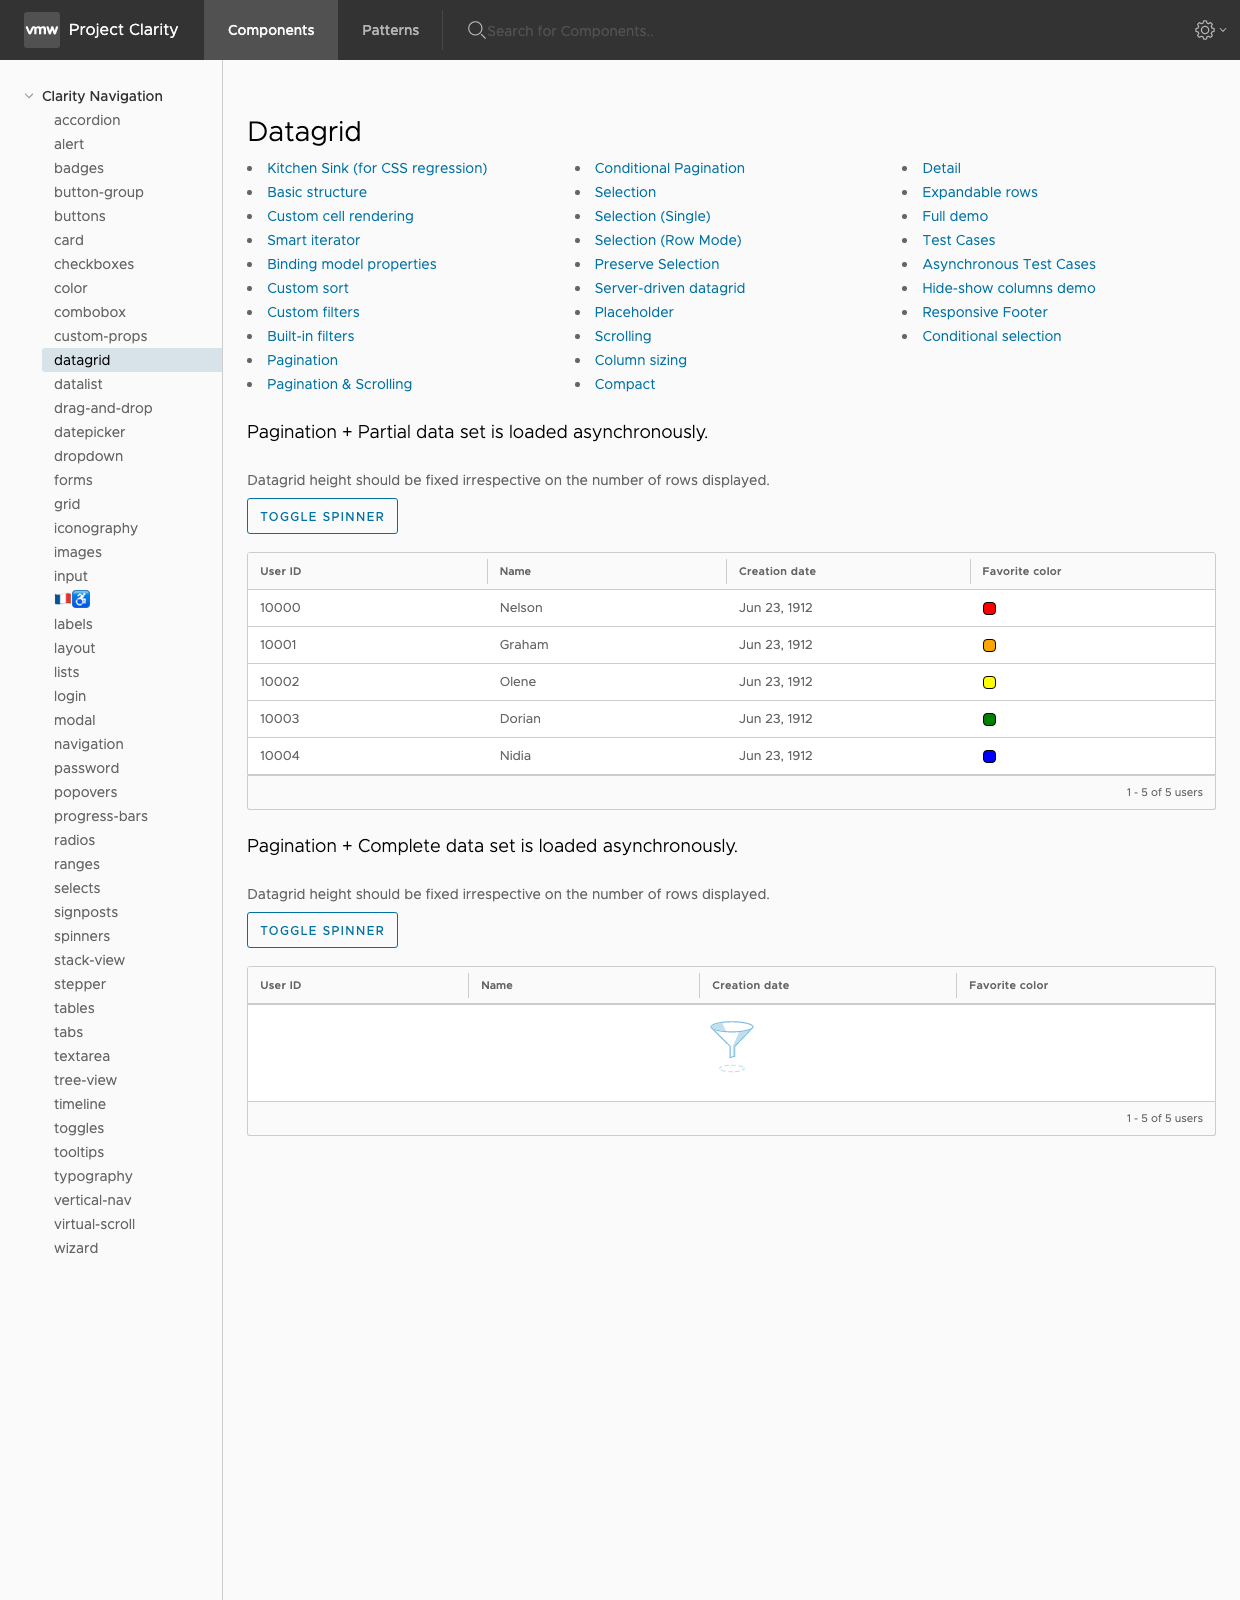 vmw Project Clarity Components Patterns Search for Components..
Clarity Navigation
accordion
alert
badges
button-group
buttons
card
checkboxes
color
combobox
custom-props
datagrid
datalist
drag-and-drop
datepicker
dropdown
forms
grid
iconography
images
input
🇫🇷♿
labels
layout
lists
login
modal
navigation
password
popovers
progress-bars
radios
ranges
selects
signposts
spinners
stack-view
stepper
tables
tabs
textarea
tree-view
timeline
toggles
tooltips
typography
vertical-nav
virtual-scroll
wizard
Datagrid
Kitchen Sink (for CSS regression)
Basic structure
Custom cell rendering
Smart iterator
Binding model properties
Custom sort
Custom filters
Built-in filters
Pagination
Pagination & Scrolling
Conditional Pagination
Selection
Selection (Single)
Selection (Row Mode)
Preserve Selection
Server-driven datagrid
Placeholder
Scrolling
Column sizing
Compact
Detail
Expandable rows
Full demo
Test Cases
Asynchronous Test Cases
Hide-show columns demo
Responsive Footer
Conditional selection
Pagination + Partial data set is loaded asynchronously.
Datagrid height should be fixed irrespective on the number of rows displayed.
TOGGLE SPINNER
User ID Name Creation date Favorite color
10000 Nelson Jun 23, 1912
10001 Graham Jun 23, 1912
10002 Olene Jun 23, 1912
10003 Dorian Jun 23, 1912
10004 Nidia Jun 23, 1912
1 - 5 of 5 users
Pagination + Complete data set is loaded asynchronously.
Datagrid height should be fixed irrespective on the number of rows displayed.
TOGGLE SPINNER
User ID Name Creation date Favorite color
1 - 5 of 5 users